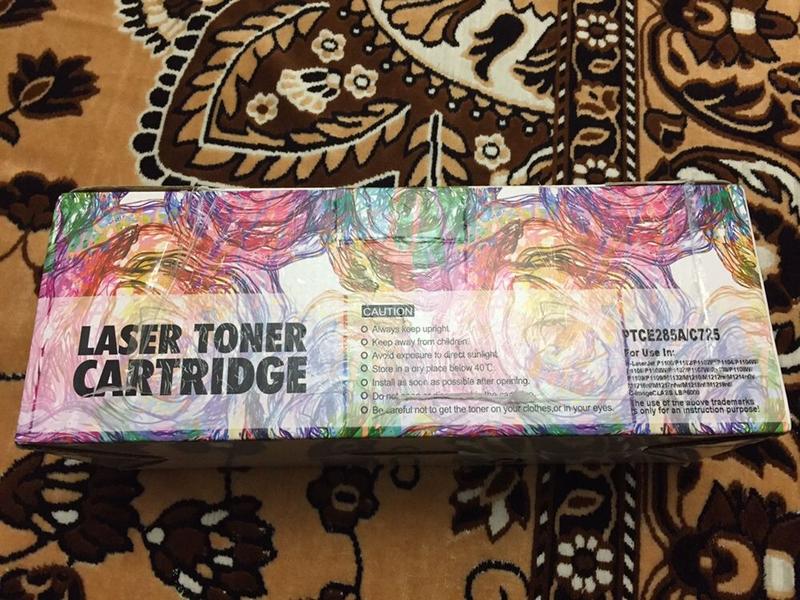 LASER TONER
CARTRIDGE
CAUTION
Always keep upright.
Keep away from children.
Avoid exposure to direct sunlight.
Store in a dry place below 40℃.
Install as soon as possible after opening.
Do not
Be careful not to get the toner on your clothes,or in your eyes.
PTCE285A/C725
For Use In:
The use of the above trademarks
is only for an instruction purpose!